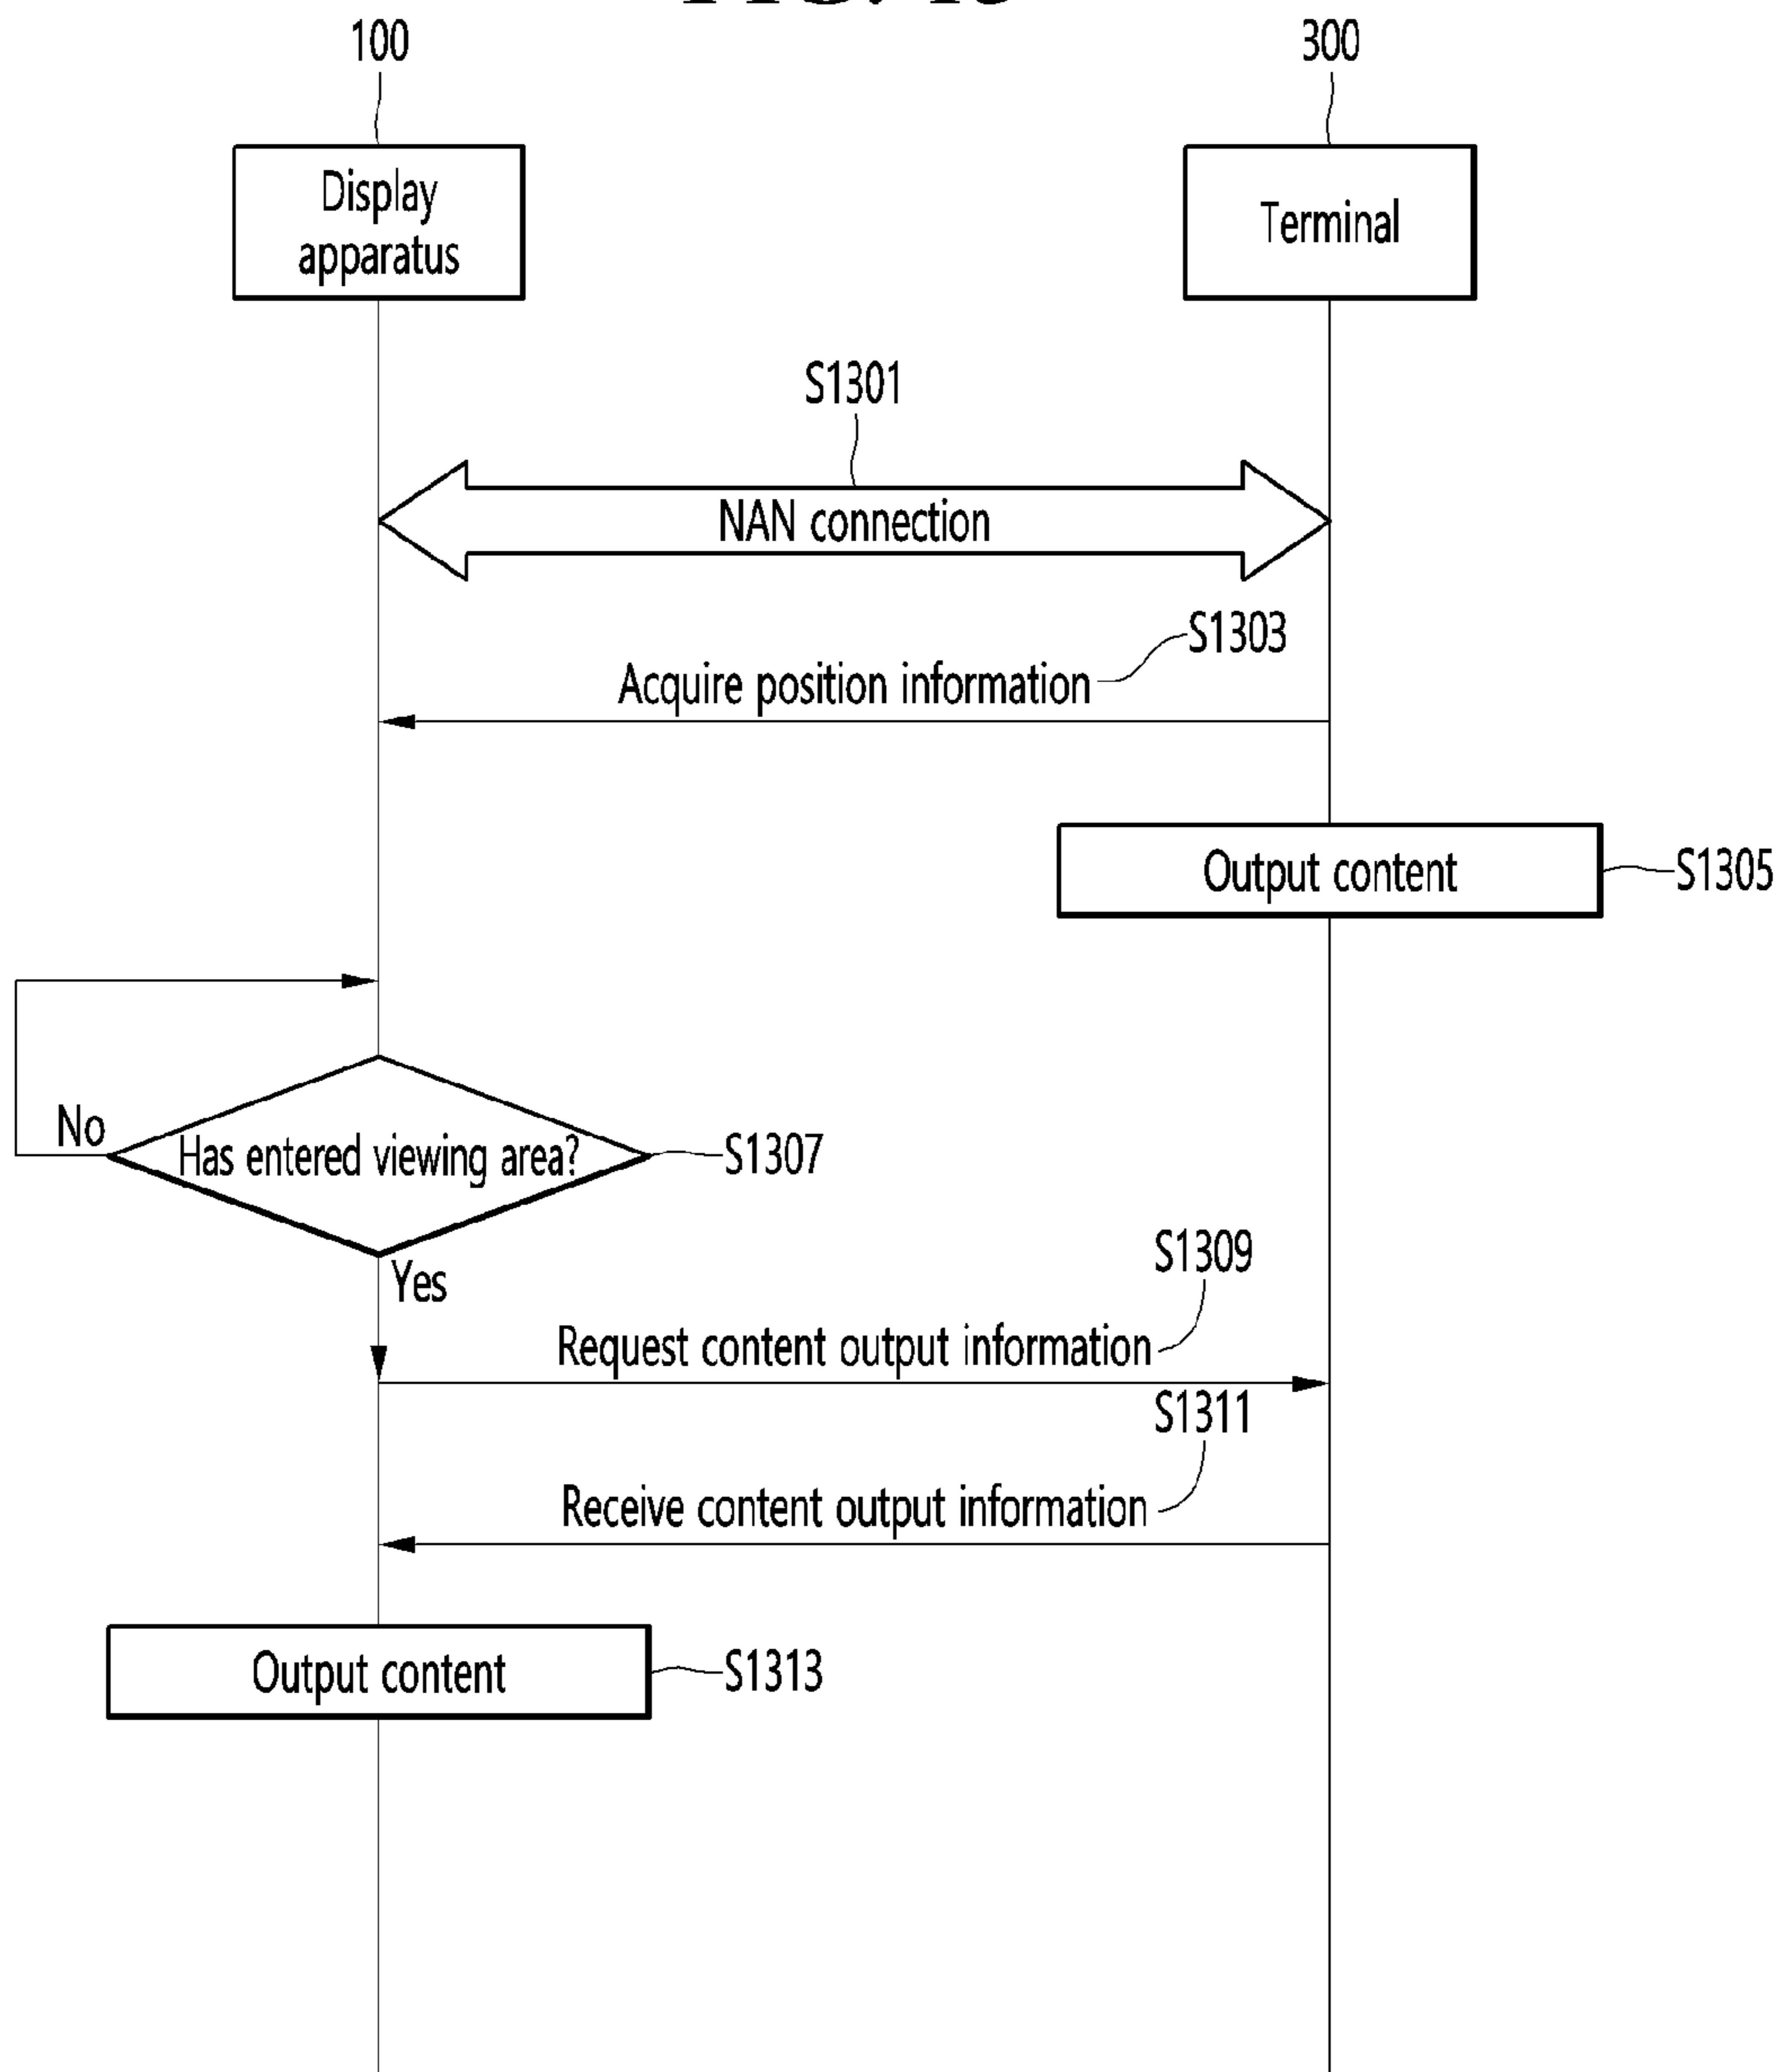 100
300
Display
apparatus
Terminal
S1301
NAN connection
S1303
Acquire position information
Output content
S1305
No
Has entered viewing area?
S1307
Yes
S1309
Request content output information
S1311
Receive content output information
Output content
S1313